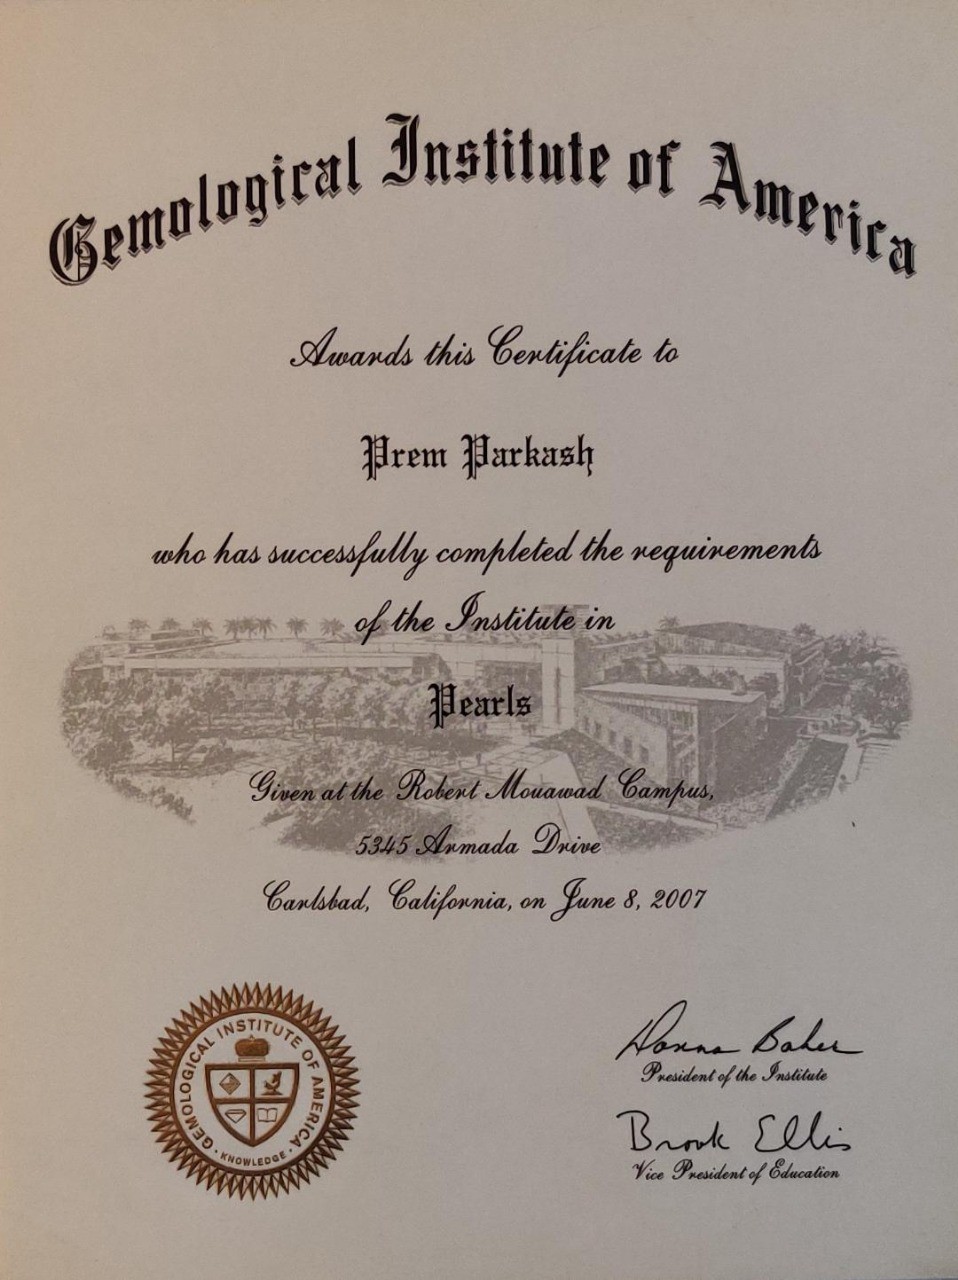 Gemological Institute of America
Awards this Certificate to
Prem Parkash
who has successfully completed the requirements
of the Institute in
Pearls
Given at the Robert Mouawad Campus,
5345 Armada Drive
Carlsbad, California, on June 8, 2007
GEMOLOGICAL INSTITUTE OF AMERICA
· KNOWLEDGE ·
Donna Baker
President of the Institute
Brook Ellis
Vice President of Education